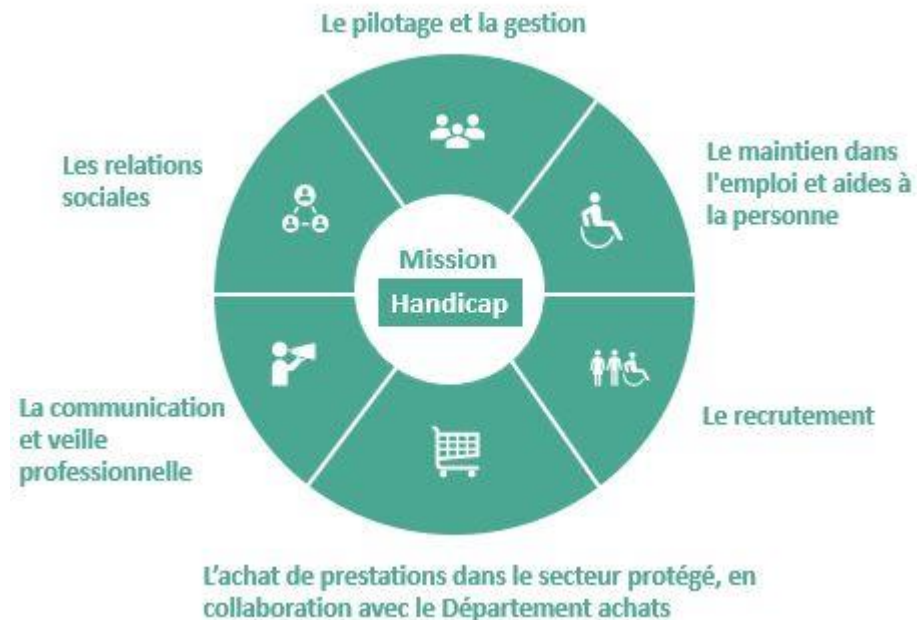 Le pilotage et la gestion
Les relations
sociales
Le maintien dans
l'emploi et aides à
la personne
Mission
Handicap
La communication
et veille
professionnelle
Le recrutement
L’achat de prestations dans le secteur protégé, en
collaboration avec le Département achats